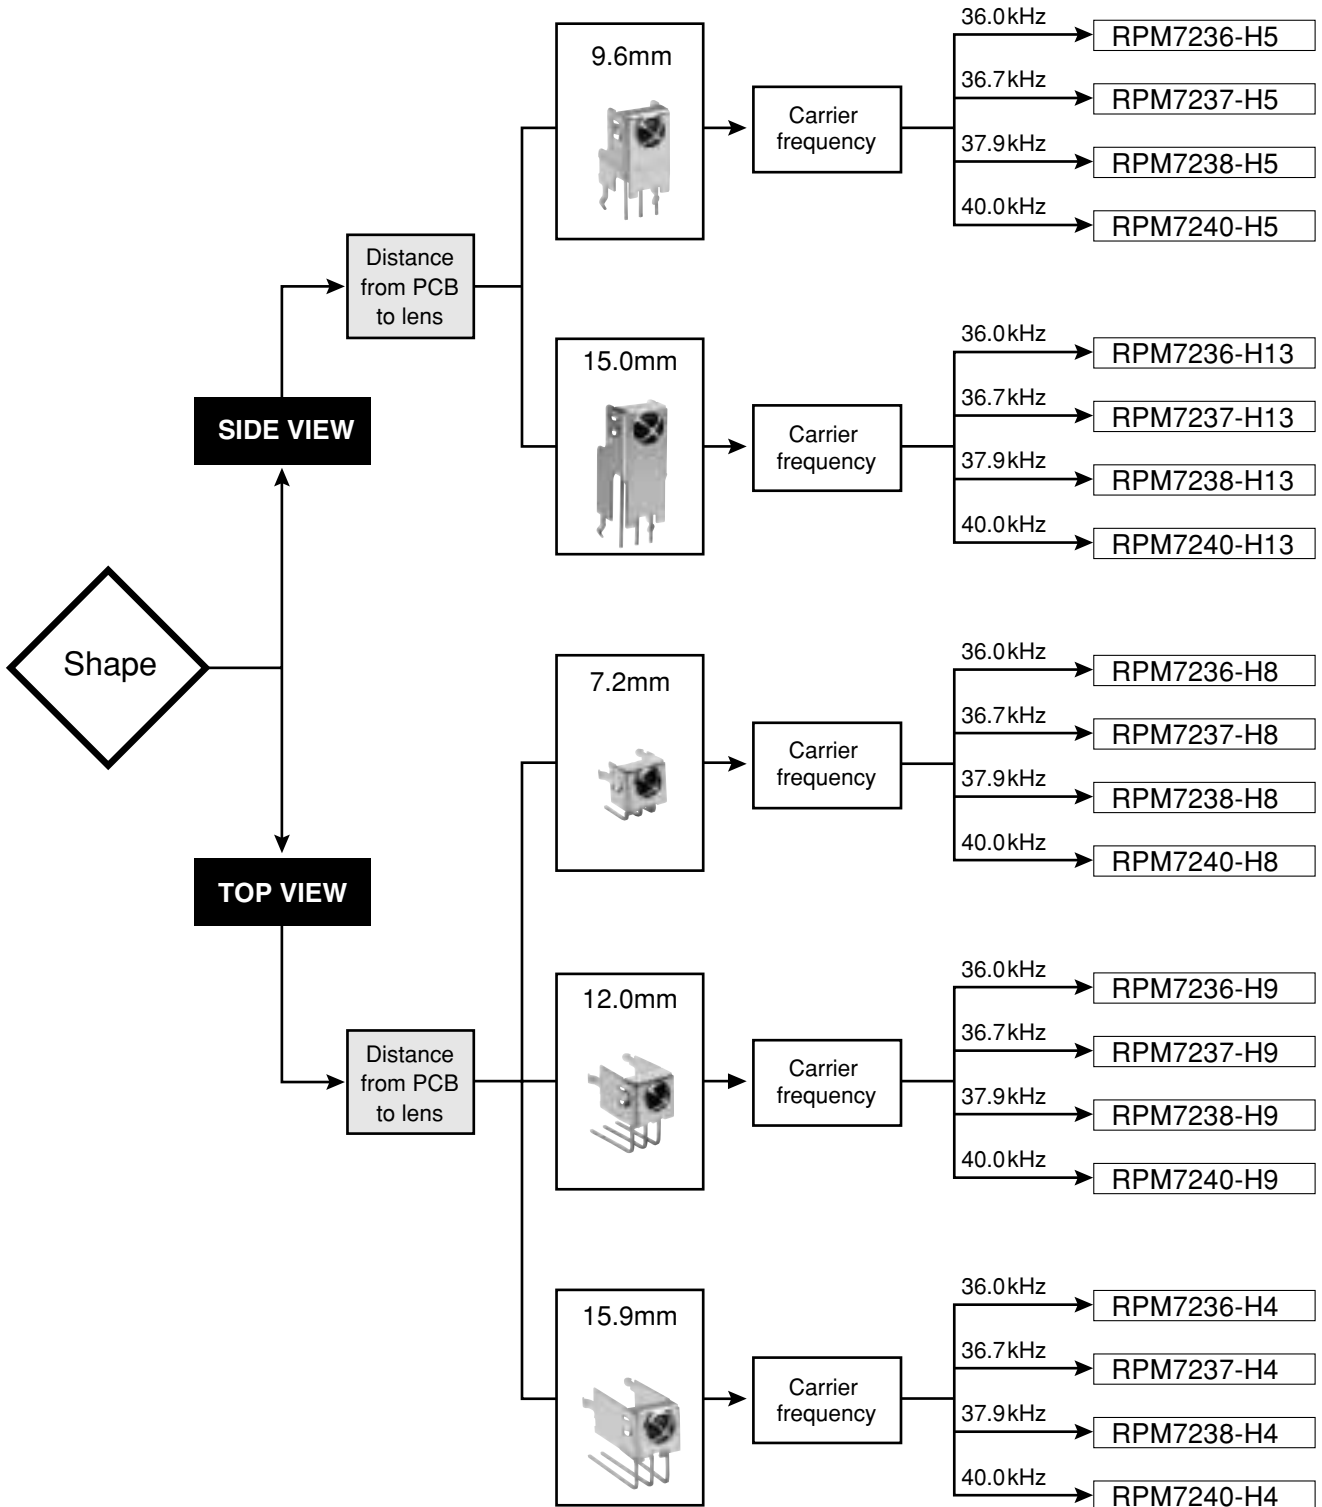 Shape
SIDE VIEW
Distance
from PCB
to lens
9.6mm
Carrier
frequency
36.0kHz
RPM7236-H5
36.7kHz
RPM7237-H5
37.9kHz
RPM7238-H5
40.0kHz
RPM7240-H5
15.0mm
Carrier
frequency
36.0kHz
RPM7236-H13
36.7kHz
RPM7237-H13
37.9kHz
RPM7238-H13
40.0kHz
RPM7240-H13
TOP VIEW
Distance
from PCB
to lens
7.2mm
Carrier
frequency
36.0kHz
RPM7236-H8
36.7kHz
RPM7237-H8
37.9kHz
RPM7238-H8
40.0kHz
RPM7240-H8
12.0mm
Carrier
frequency
36.0kHz
RPM7236-H9
36.7kHz
RPM7237-H9
37.9kHz
RPM7238-H9
40.0kHz
RPM7240-H9
15.9mm
Carrier
frequency
36.0kHz
RPM7236-H4
36.7kHz
RPM7237-H4
37.9kHz
RPM7238-H4
40.0kHz
RPM7240-H4